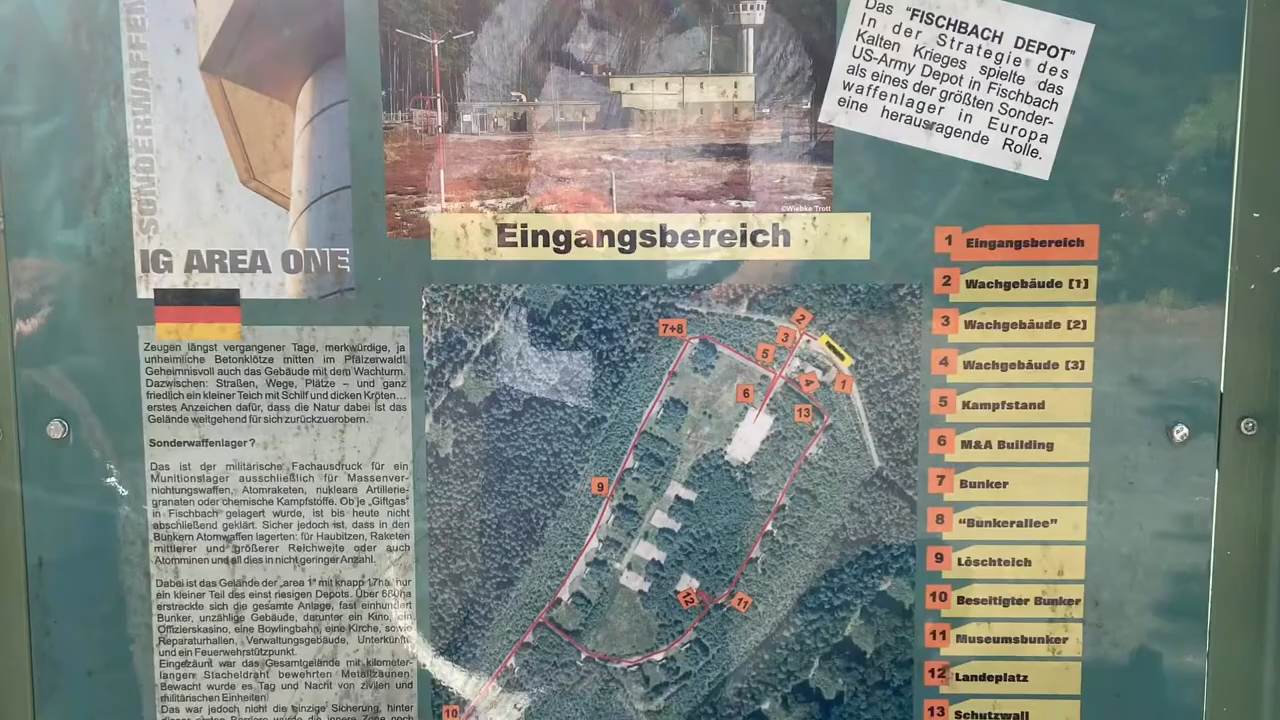 SONDERWAFFEN
IG AREA ONE
©Wiebke Trott
Eingangsbereich
Das "FISCHBACH DEPOT"
In der Strategie des
Kalten Krieges spielte das
US-Army Depot in Fischbach
als eines der größten Sonder-
waffenlager in Europa
eine herausragende Rolle.
Zeugen längst vergangener Tage, merkwürdige, ja
unheimliche Betonklötze mitten im Pfälzerwald!
Geheimnisvoll auch das Gebäude mit dem Wachturm.
Dazwischen: Straßen, Wege, Plätze – und ganz
friedlich ein kleiner Teich mit Schilf und dicken Kröten...
erstes Anzeichen dafür, dass die Natur dabei ist das
Gelände weitgehend für sich zurückzuerobern.
Sonderwaffenlager?
Das ist der militärische Fachausdruck für ein
Munitionslager ausschließlich für Massenver-
nichtungswaffen, Atomraketen, nukleare Artillerie-
granaten oder chemische Kampfstoffe. Ob je „Giftgas"
in Fischbach gelagert wurde, ist bis heute nicht
abschließend geklärt. Sicher jedoch ist, dass in den
Bunkern Atomwaffen lagerten: für Haubitzen, Raketen
mittlerer und größerer Reichweite oder auch
Atomminen und all dies in nicht geringer Anzahl.
Dabei ist das Gelände der „area 1" mit knapp 17ha nur
ein kleiner Teil des einst riesigen Depots. Über
erstreckte sich die gesamte Anlage, fast einhundert
Bunker, unzählige Gebäude, darunter ein Kino, ein
Offizierskasino, eine Bowlingbahn, eine Kirche, sowie
Reparaturhallen, Verwaltungsgebäude, Unterkünfte
und ein Feuerwehrstützpunkt.
Eingezäunt war das Gesamtgelände mit kilometer-
langen Stacheldraht bewehrten Metallzäunen.
Bewacht wurde es Tag und Nacht von zivilen und
militärischen Einheiten.
Das war jedoch nicht die einzige Sicherung, hinter
dieser ersten Barriere wurde die innere Zone noch
7+8
2
3
5
1
4
6
13
9
12
11
10
1 Eingangsbereich
2 Wachgebäude [1]
3 Wachgebäude [2]
4 Wachgebäude [3]
5 Kampfstand
6 M&A Building
7 Bunker
8 "Bunkerallee"
9 Löschteich
10 Beseitigter Bunker
11 Museumsbunker
12 Landeplatz
13 Schutzwall